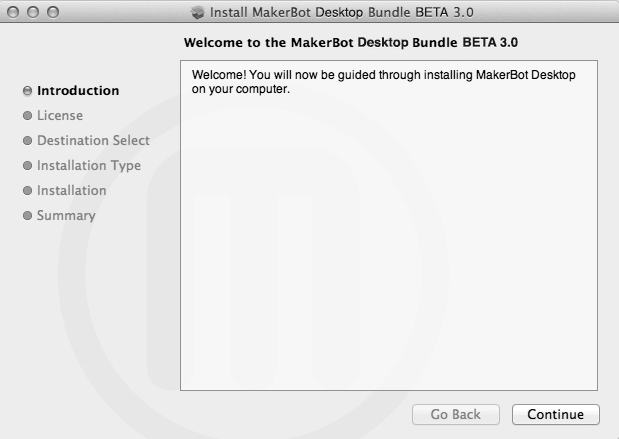 Install MakerBot Desktop Bundle BETA 3.0
Welcome to the MakerBot Desktop Bundle BETA 3.0
Introduction
License
Destination Select
Installation Type
Installation
Summary
Welcome! You will now be guided through installing MakerBot Desktop
on your computer.
Go Back
Continue